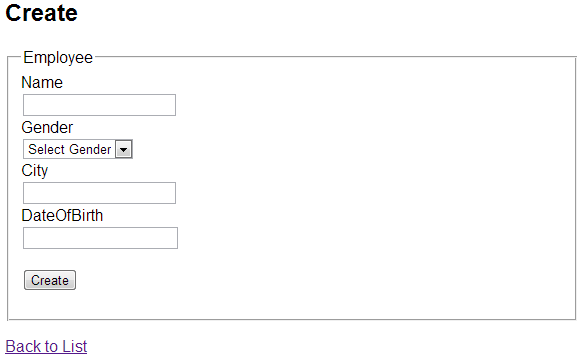 Create
Employee
Name
Gender
Select Gender
City
DateOfBirth
Create
Back to List